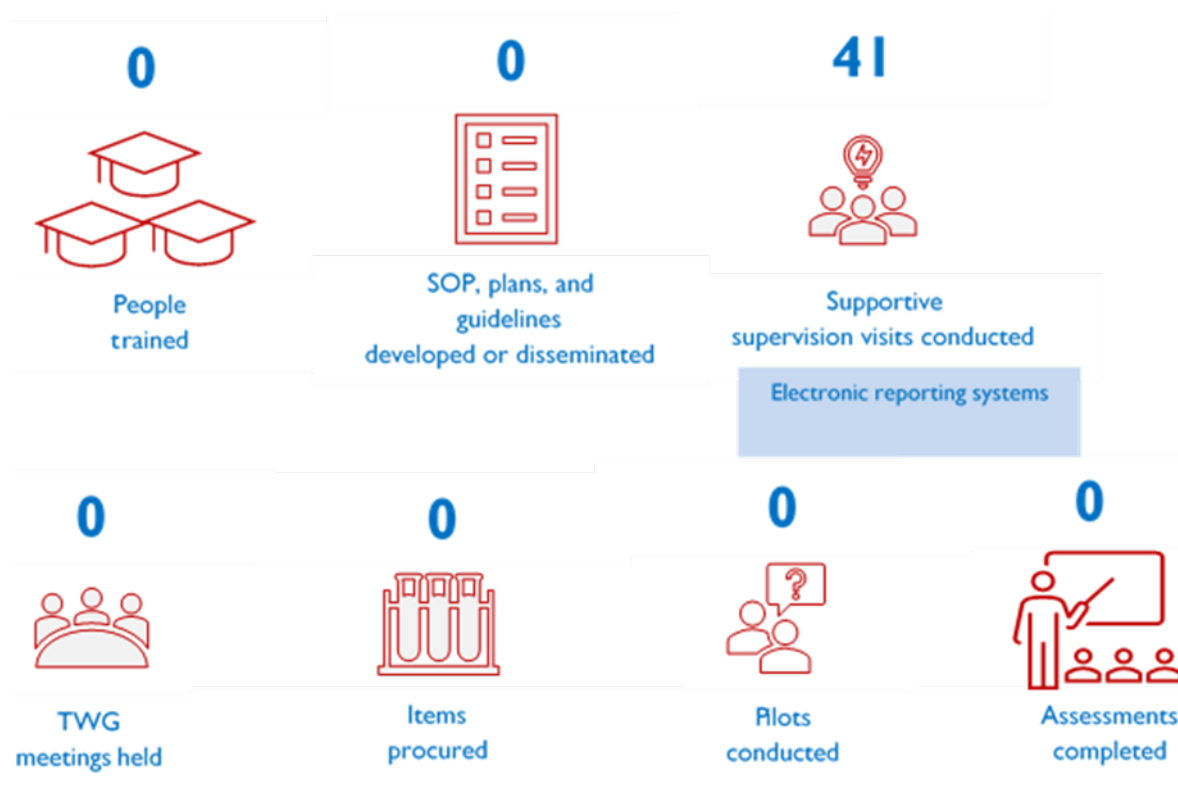 0
People
trained
0
SOP, plans, and
guidelines
developed or disseminated
41
Supportive
supervision visits conducted
Electronic reporting systems
0
TWG
meetings held
0
Items
procured
?
0
Pilots
conducted
0
Assessments
completed